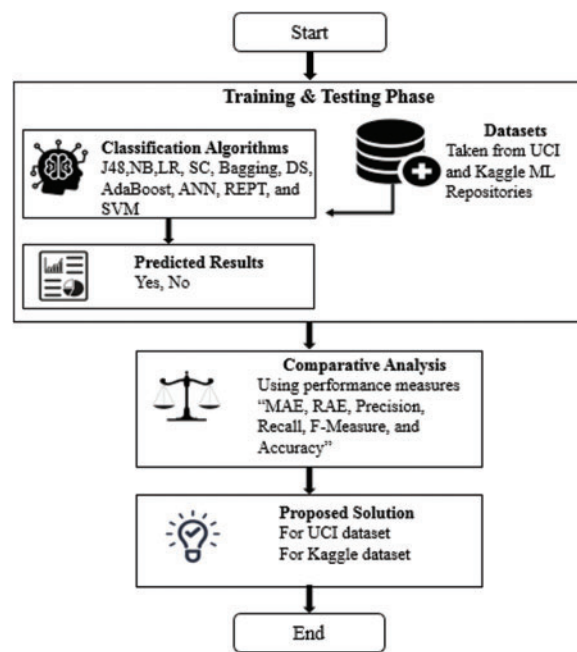 Start
Training & Testing Phase
Classification Algorithms
J48,NB,LR, SC, Bagging, DS,
AdaBoost, ANN, REPT, and
SVM
Datasets
Taken from UCI
and Kaggle ML
Repositories
Predicted Results
Yes, No
Comparative Analysis
Using performance measures
“MAE, RAE, Precision,
Recall, F-Measure, and
Accuracy”
Proposed Solution
For UCI dataset
For Kaggle dataset
End